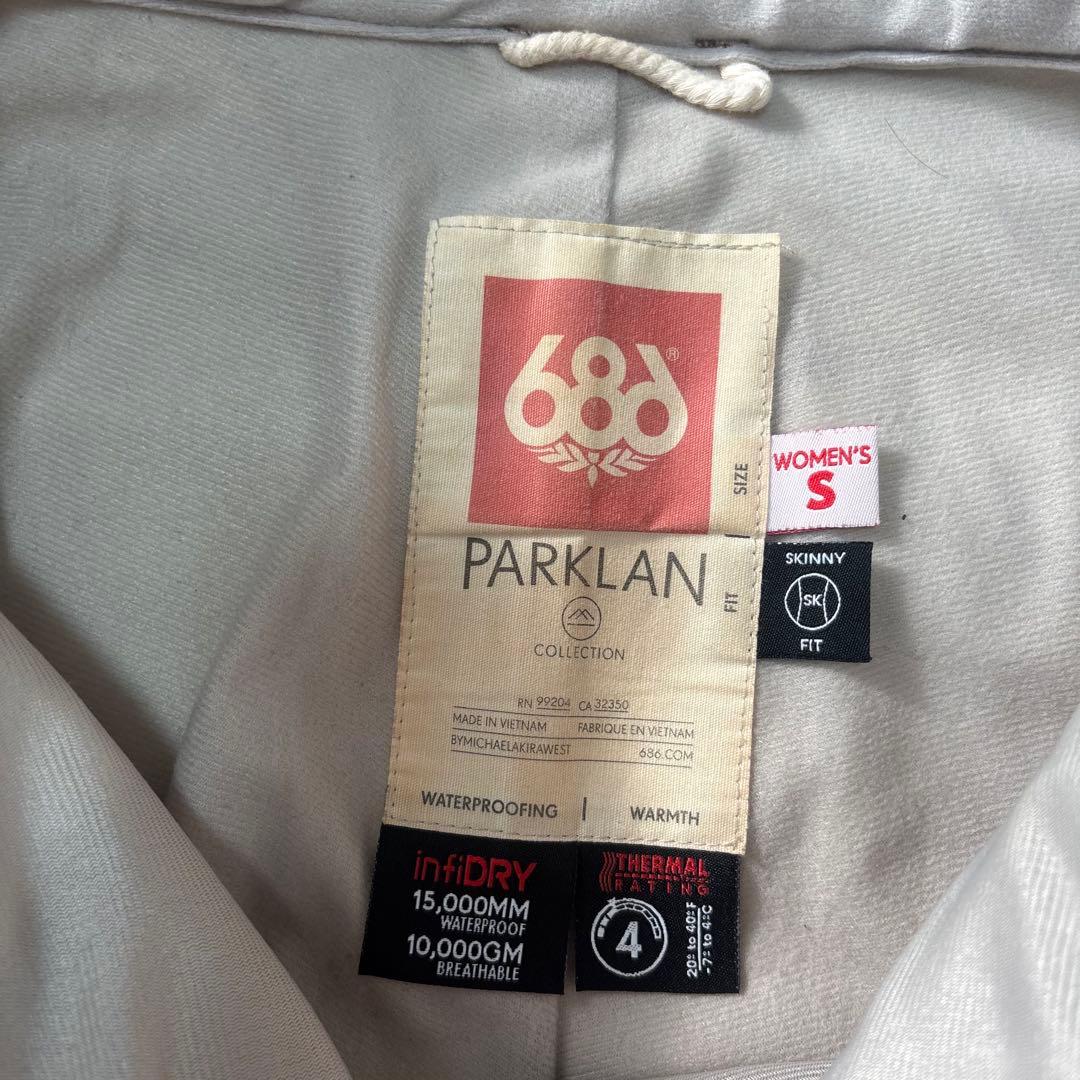 686®
PARKLAN
COLLECTION
SIZE
FIT
WOMEN'S
S
SKINNY
SK
FIT
RN 99204 CA 32350
MADE IN VIETNAM FABRIQUE EN VIETNAM
BYMICHAELAKIRAWEST 686.COM
WATERPROOFING | WARMTH
infiDRY
15,000MM
WATERPROOF
10,000GM
BREATHABLE
THERMAL
RATING
4
20° to 40°F
-7° to 4°C